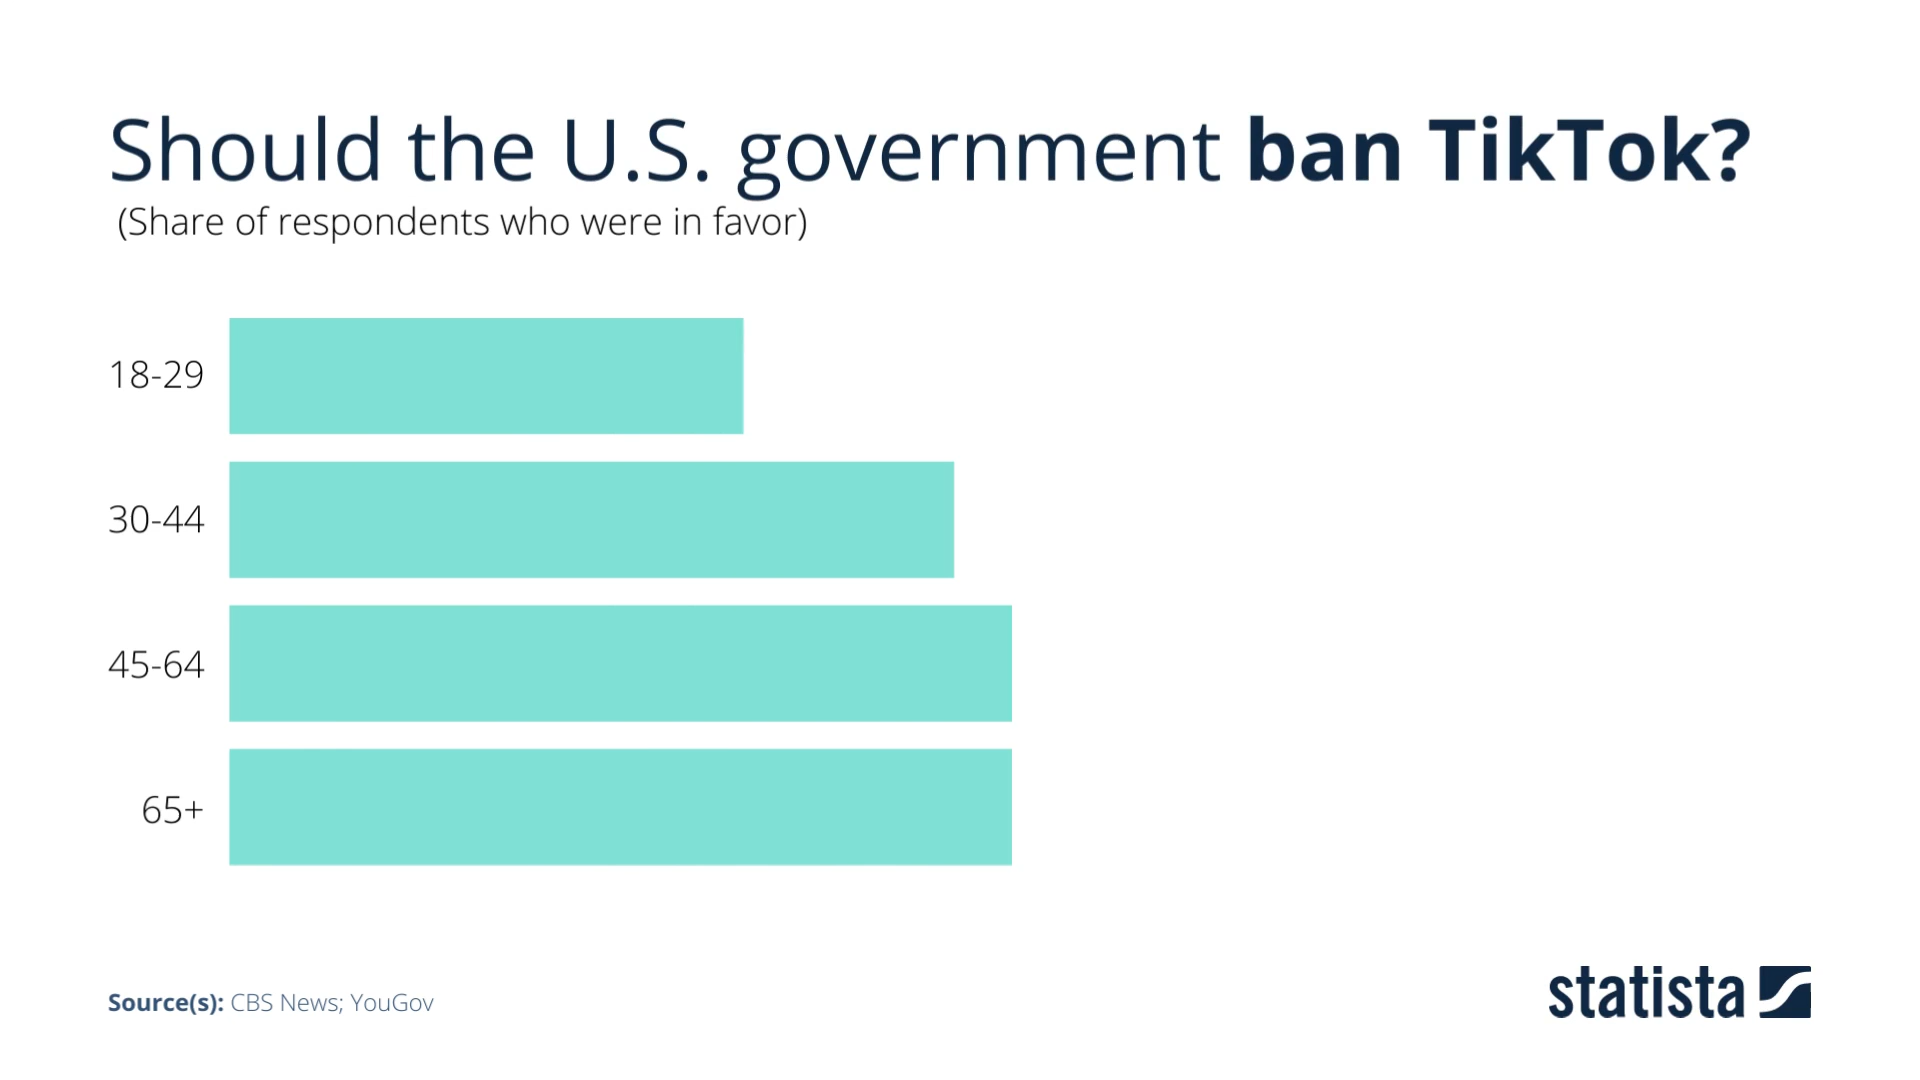 Should the U.S. government ban TikTok?
(Share of respondents who were in favor)
18-29
30-44
45-64
65+
Source(s): CBS News; YouGov
statista